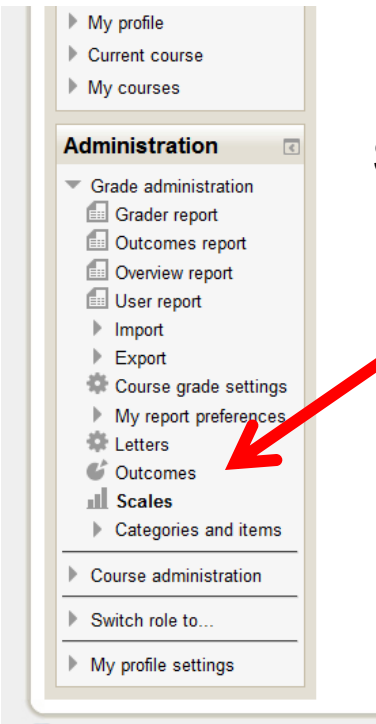 My profile
Current course
My courses
Administration
Grade administration
Grader report
Outcomes report
Overview report
User report
Import
Export
Course grade settings
My report preferences
Letters
Outcomes
Scales
Categories and items
Course administration
Switch role to...
My profile settings